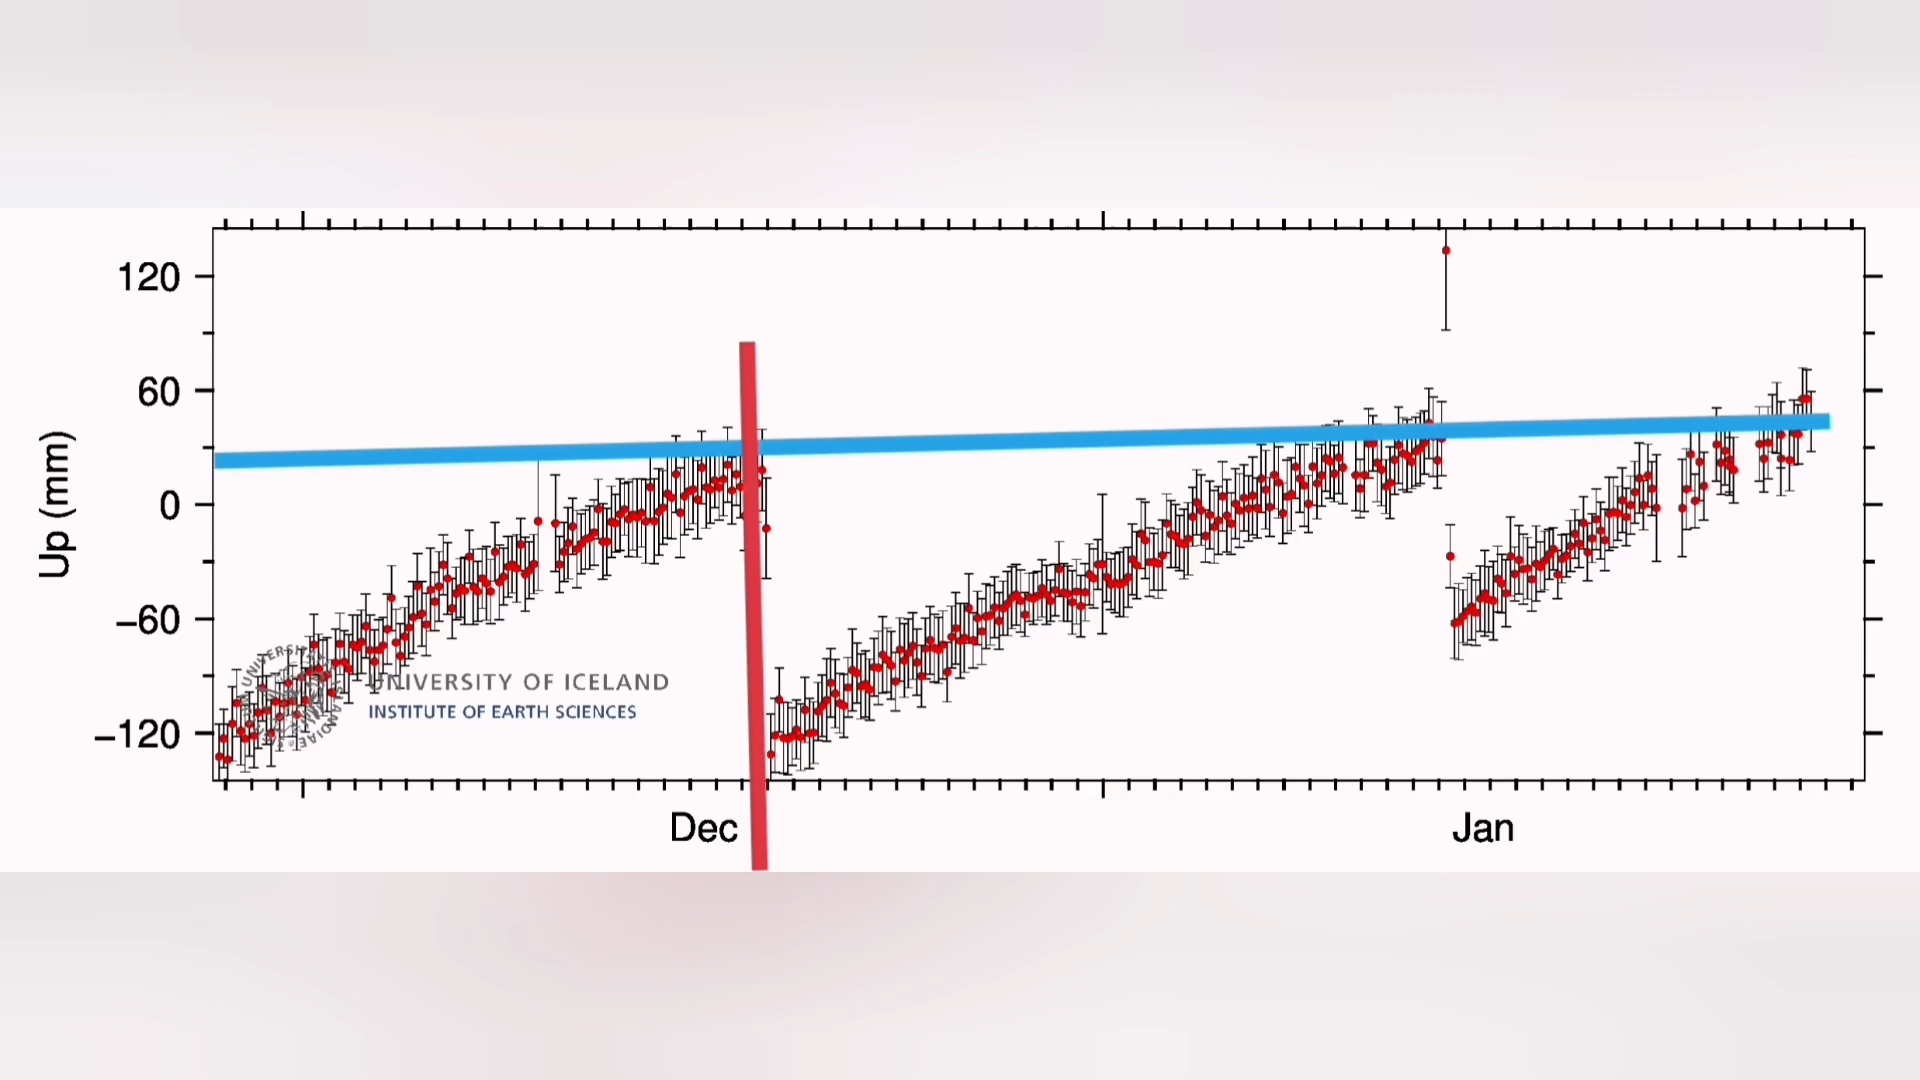 120
60
0
−60
−120
Up (mm)
UNIVERSITY OF ICELAND
INSTITUTE OF EARTH SCIENCES
Dec
Jan